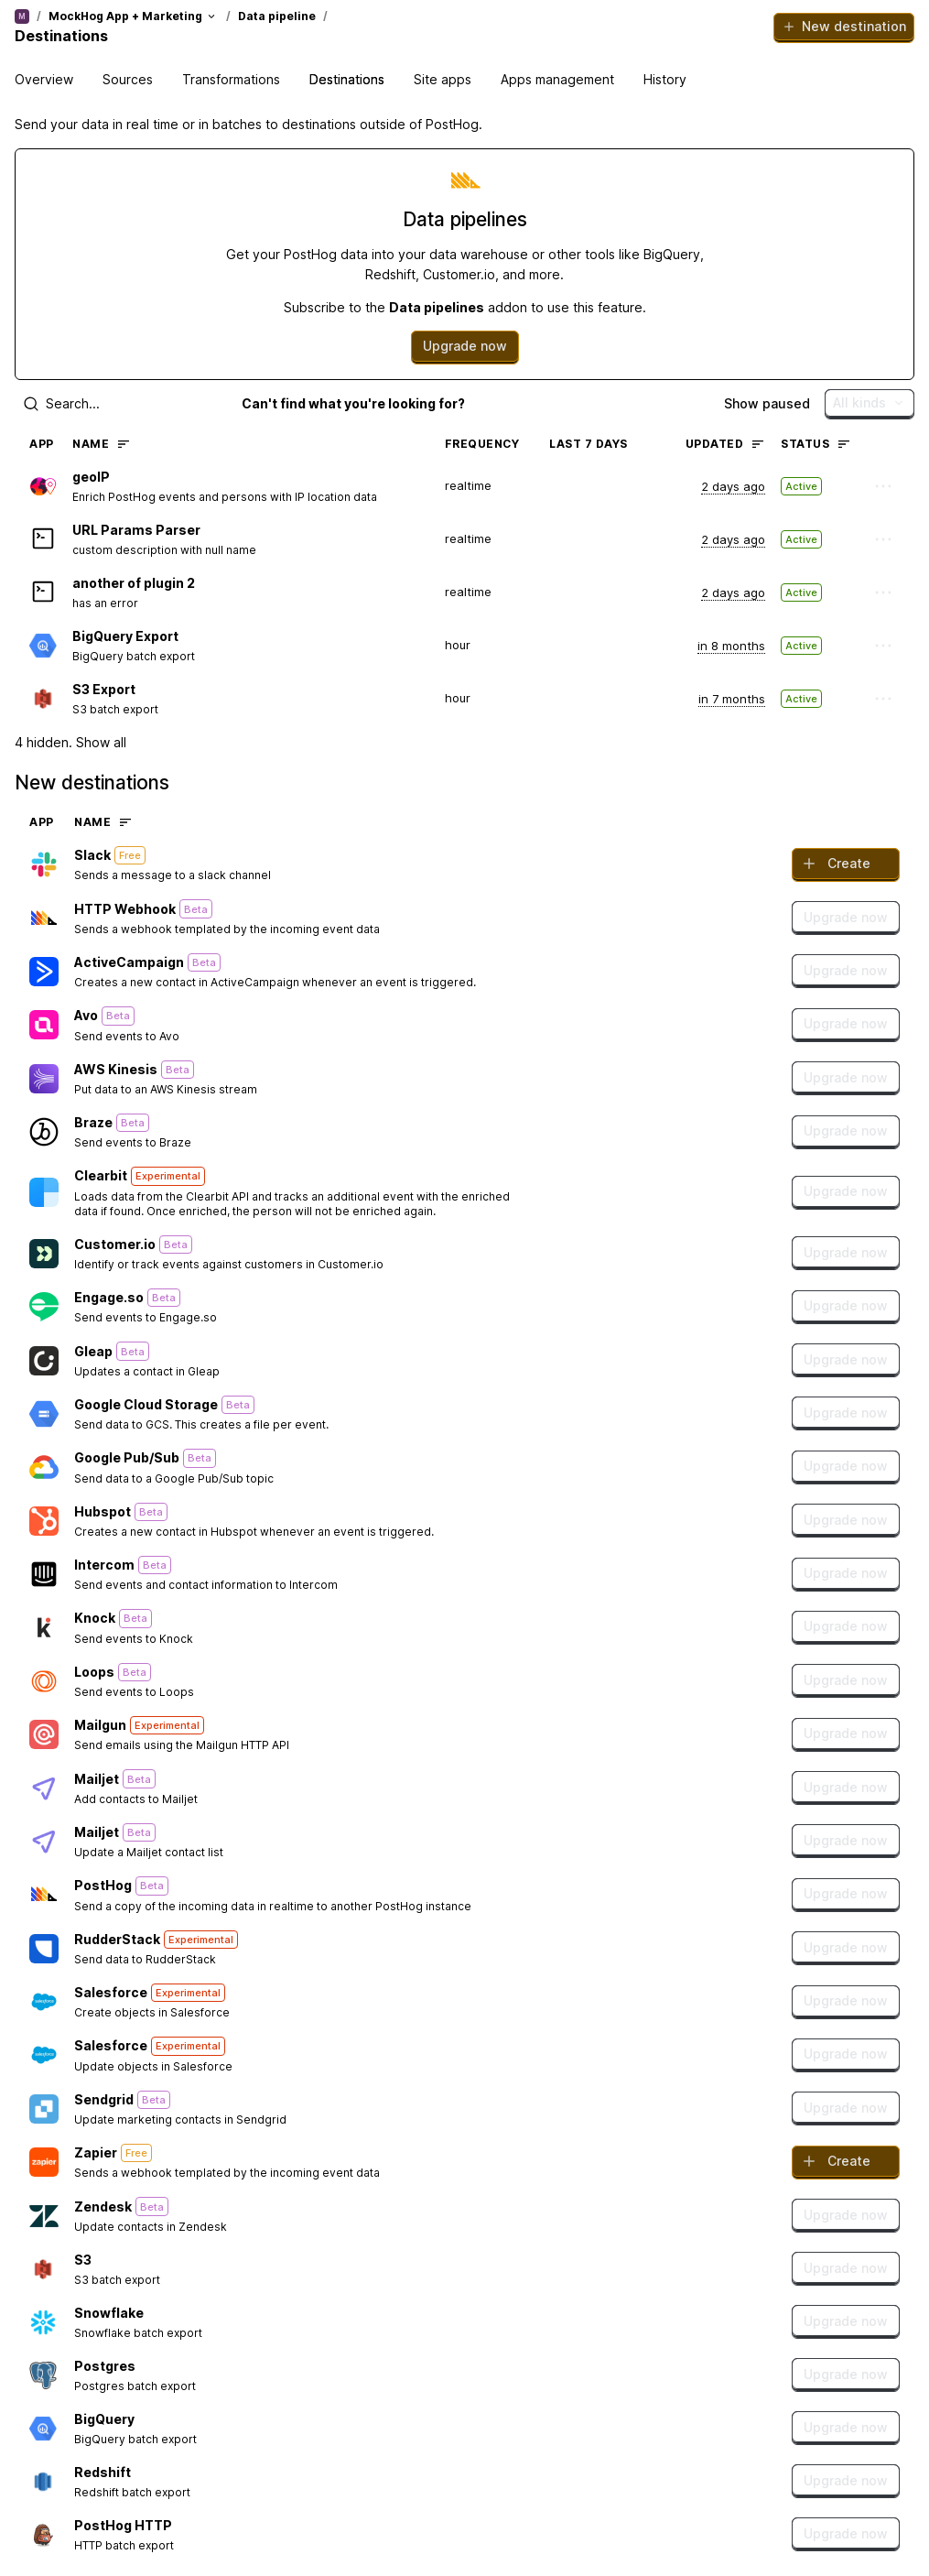 M / MockHog App + Marketing / Data pipeline /
Destinations
New destination
Overview Sources Transformations Destinations Site apps Apps management History
Send your data in real time or in batches to destinations outside of PostHog.
Data pipelines
Get your PostHog data into your data warehouse or other tools like BigQuery,
Redshift, Customer.io, and more.
Subscribe to the Data pipelines addon to use this feature.
Upgrade now
Search... Can't find what you're looking for? Show paused All kinds
APP NAME FREQUENCY LAST 7 DAYS UPDATED STATUS
geoIP
Enrich PostHog events and persons with IP location data
realtime 2 days ago Active
URL Params Parser
custom description with null name
realtime 2 days ago Active
another of plugin 2
has an error
realtime 2 days ago Active
BigQuery Export
BigQuery batch export
hour in 8 months Active
S3 Export
S3 batch export
hour in 7 months Active
4 hidden. Show all
New destinations
APP NAME
Slack Free
Sends a message to a slack channel
Create
HTTP Webhook Beta
Sends a webhook templated by the incoming event data
Upgrade now
ActiveCampaign Beta
Creates a new contact in ActiveCampaign whenever an event is triggered.
Upgrade now
Avo Beta
Send events to Avo
Upgrade now
AWS Kinesis Beta
Put data to an AWS Kinesis stream
Upgrade now
Braze Beta
Send events to Braze
Upgrade now
Clearbit Experimental
Loads data from the Clearbit API and tracks an additional event with the enriched
data if found. Once enriched, the person will not be enriched again.
Upgrade now
Customer.io Beta
Identify or track events against customers in Customer.io
Upgrade now
Engage.so Beta
Send events to Engage.so
Upgrade now
Gleap Beta
Updates a contact in Gleap
Upgrade now
Google Cloud Storage Beta
Send data to GCS. This creates a file per event.
Upgrade now
Google Pub/Sub Beta
Send data to a Google Pub/Sub topic
Upgrade now
Hubspot Beta
Creates a new contact in Hubspot whenever an event is triggered.
Upgrade now
Intercom Beta
Send events and contact information to Intercom
Upgrade now
Knock Beta
Send events to Knock
Upgrade now
Loops Beta
Send events to Loops
Upgrade now
Mailgun Experimental
Send emails using the Mailgun HTTP API
Upgrade now
Mailjet Beta
Add contacts to Mailjet
Upgrade now
Mailjet Beta
Update a Mailjet contact list
Upgrade now
PostHog Beta
Send a copy of the incoming data in realtime to another PostHog instance
Upgrade now
RudderStack Experimental
Send data to RudderStack
Upgrade now
Salesforce Experimental
Create objects in Salesforce
Upgrade now
Salesforce Experimental
Update objects in Salesforce
Upgrade now
Sendgrid Beta
Update marketing contacts in Sendgrid
Upgrade now
zapier
Zapier Free
Sends a webhook templated by the incoming event data
Create
Zendesk Beta
Update contacts in Zendesk
Upgrade now
S3
S3 batch export
Upgrade now
Snowflake
Snowflake batch export
Upgrade now
Postgres
Postgres batch export
Upgrade now
BigQuery
BigQuery batch export
Upgrade now
Redshift
Redshift batch export
Upgrade now
PostHog HTTP
HTTP batch export
Upgrade now